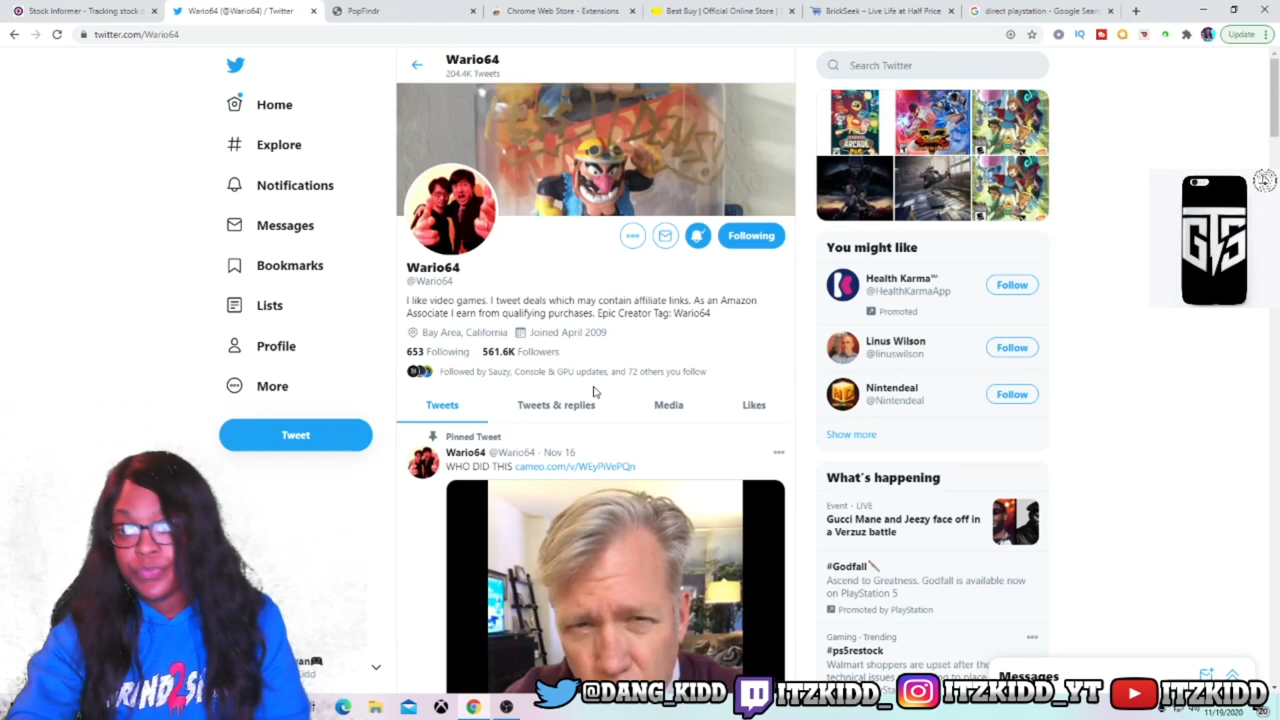 Stock Informer - Tracking stock o
Wario64 (@Wario64) / Twitter
PopFindr
Chrome Web Store - Extensions
Best Buy | Official Online Store | S
BrickSeek – Live Life at Half Price
direct playstation - Google Sear
twitter.com/Wario64
Update
Wario64
204.4K Tweets
Search Twitter
Home
Explore
Notifications
Messages
Bookmarks
Lists
Profile
More
Tweet
Following
Wario64
@Wario64
I like video games. I tweet deals which may contain affiliate links. As an Amazon
Associate I earn from qualifying purchases. Epic Creator Tag: Wario64
Bay Area, California Joined April 2009
653 Following 561.6K Followers
Followed by Sauzy, Console & GPU updates, and 72 others you follow
Tweets Tweets & replies Media Likes
Pinned Tweet
Wario64 @Wario64 · Nov 16
WHO DID THIS cameo.com/v/WEyPiVePQn
You might like
Health Karma™
@HealthKarmaApp
Follow
Promoted
Linus Wilson
@linuswilson
Follow
Nintendeal
@Nintendeal
Follow
Show more
What's happening
Event · LIVE
Gucci Mane and Jeezy face off in
a Verzuz battle
#Godfall
Ascend to Greatness. Godfall is available now
on PlayStation 5
Promoted by PlayStation
Gaming · Trending
#ps5restock
Walmart shoppers are upset after the
technical issues
Messages
GTS
@DANG_KIDD ITZKIDD_ ITZKIDD_YT ITZKIDD
11/19/2020
20